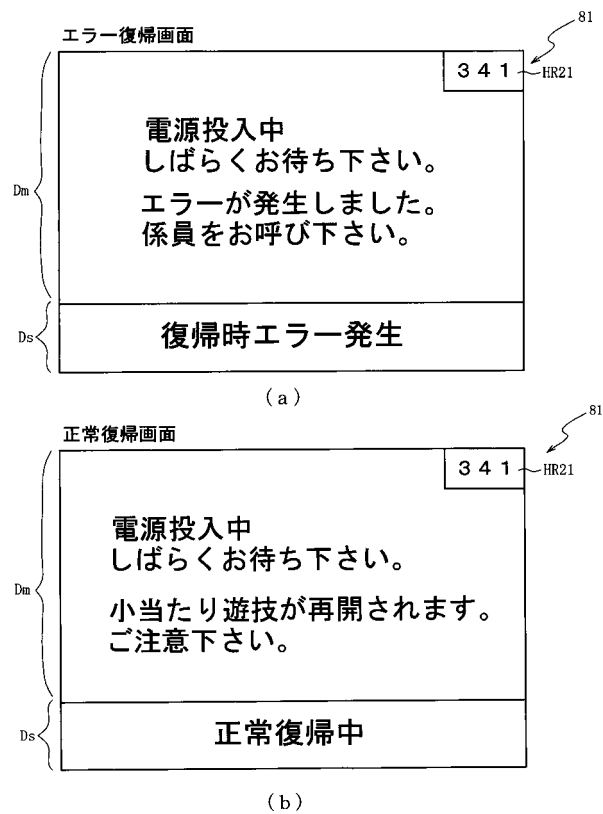 エラー復帰画面
81
341
HR21
電源投入中
しばらくお待ち下さい。
エラーが発生しました。
係員をお呼び下さい。
Dm
Ds
復帰時エラー発生
(a)
正常復帰画面
81
341
HR21
電源投入中
しばらくお待ち下さい。
小当たり遊技が再開されます。
ご注意下さい。
Dm
Ds
正常復帰中
(b)